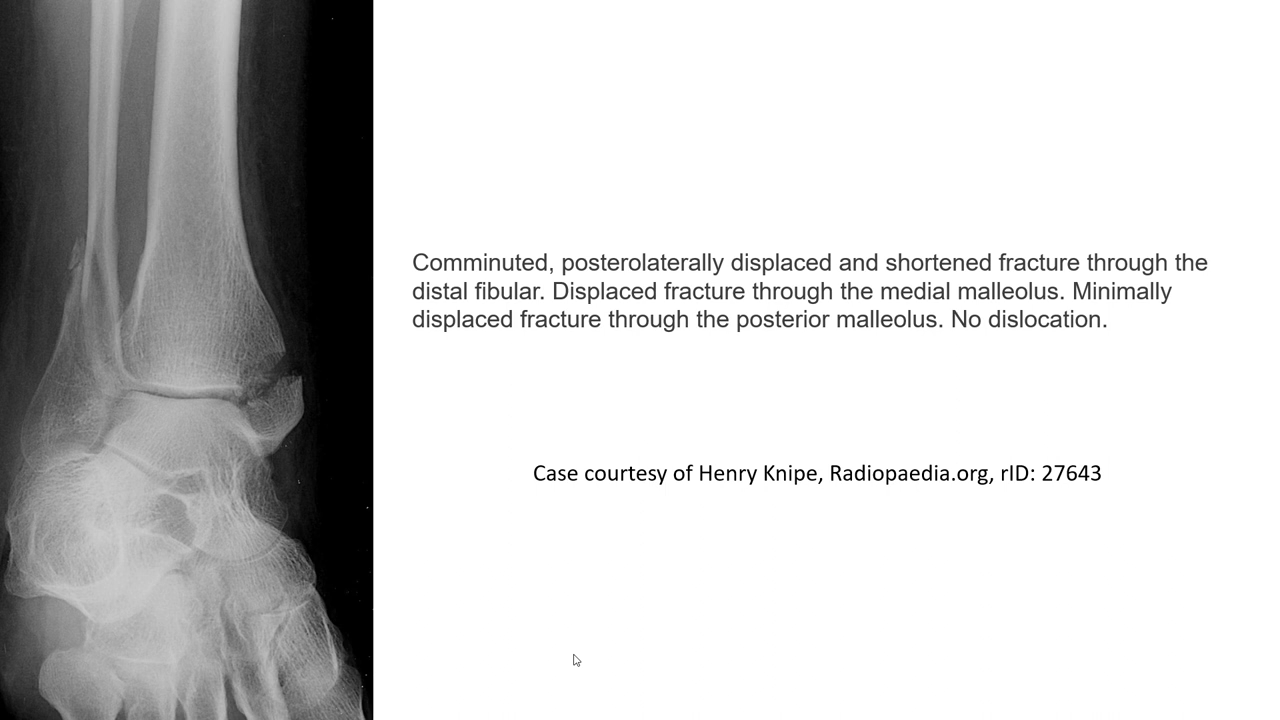 Comminuted, posterolaterally displaced and shortened fracture through the
distal fibular. Displaced fracture through the medial malleolus. Minimally
displaced fracture through the posterior malleolus. No dislocation.
Case courtesy of Henry Knipe, Radiopaedia.org, rID: 27643